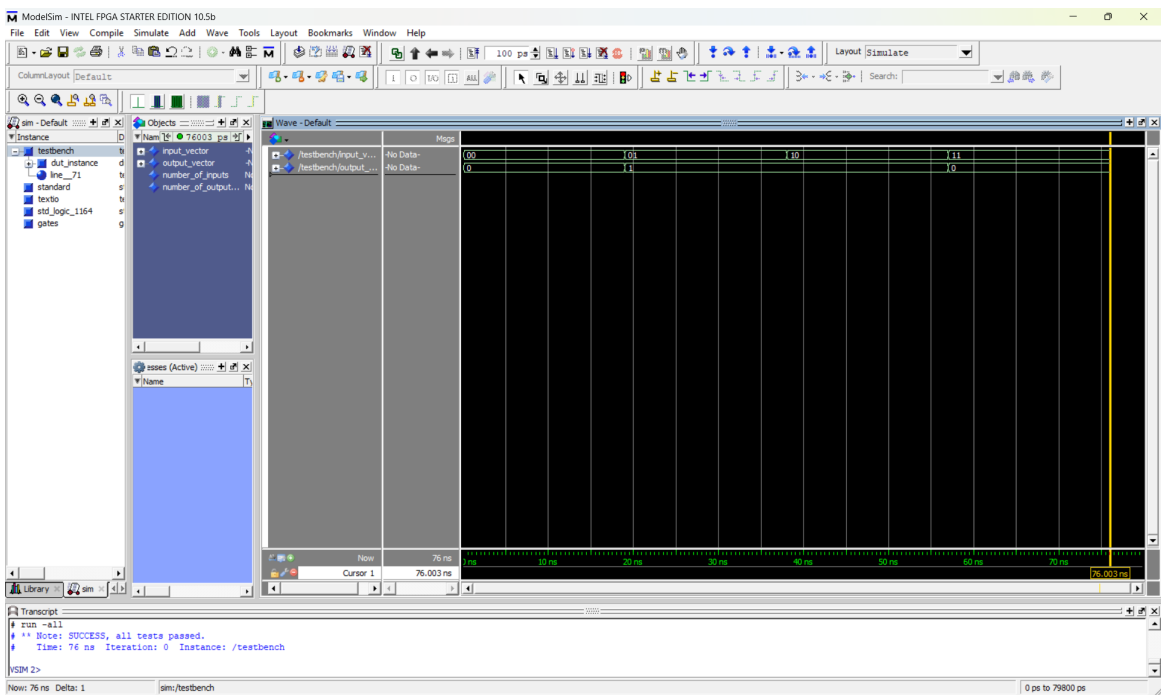 ModelSim - INTEL FPGA STARTER EDITION 10.5b
File Edit View Compile Simulate Add Wave Tools Layout Bookmarks Window Help
100 ps
Layout Simulate
ColumnLayout Default
Search:
sim - Default
Objects
Wave - Default
Instance
76003 ps
Msgs
testbench
dut_instance
line__71
standard
textio
std_logic_1164
gates
input_vector
output_vector
number_of_inputs
number_of_output...
/testbench/input_v... -No Data- 00 01 10 11
/testbench/output_... -No Data- 0 1 0
esses (Active)
Name
Now 76 ns
10 ns 20 ns 30 ns 40 ns 50 ns 60 ns 70 ns
Cursor 1 76.003 ns 76.003 ns
Library sim
Transcript
# run -all
# ** Note: SUCCESS, all tests passed.
# Time: 76 ns Iteration: 0 Instance: /testbench
VSIM 2>
Now: 76 ns Delta: 1 sim:/testbench 0 ps to 79800 ps